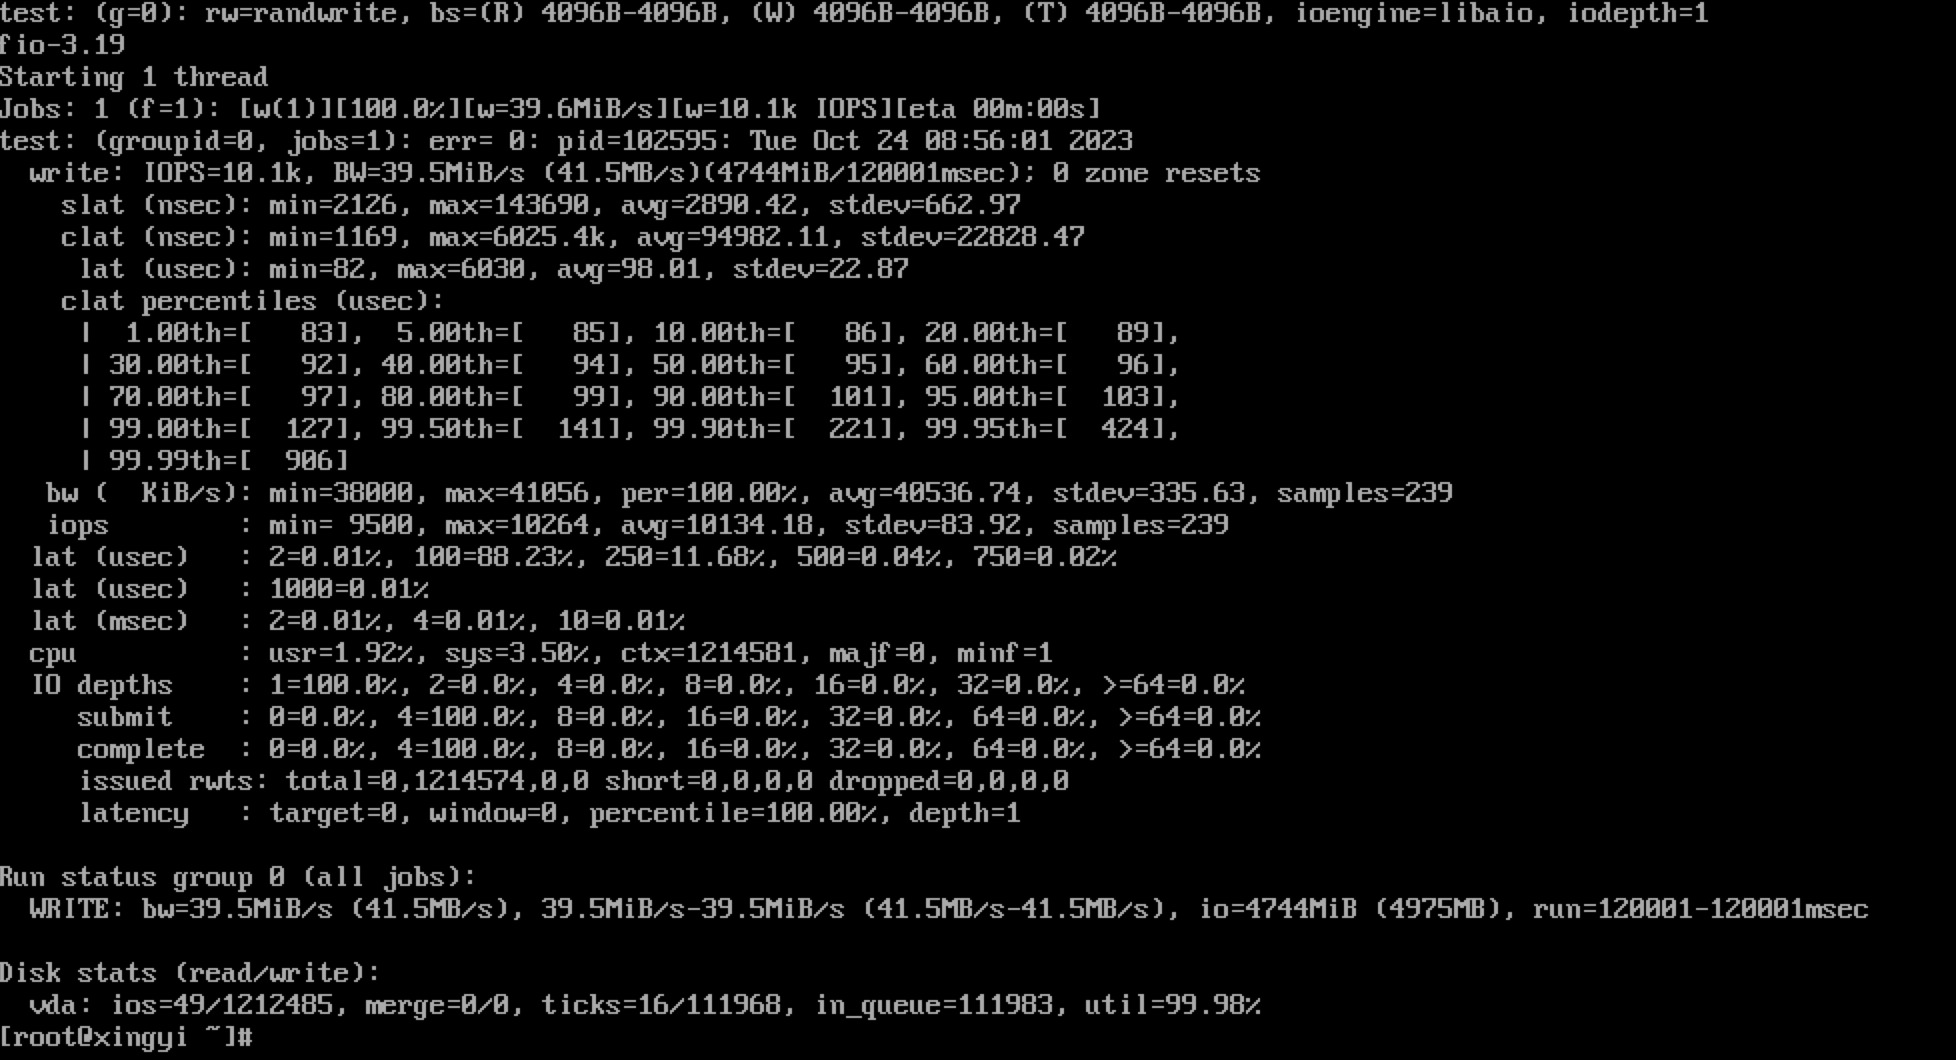 test: (g=0): rw=randwrite, bs=(R) 4096B-4096B, (W) 4096B-4096B, (T) 4096B-4096B, ioengine=libaio, iodepth=1
fio-3.19
Starting 1 thread
Jobs: 1 (f=1): [w(1)][100.0%][w=39.6MiB/s][w=10.1k IOPS][eta 00m:00s]
test: (groupid=0, jobs=1): err= 0: pid=102595: Tue Oct 24 08:56:01 2023
  write: IOPS=10.1k, BW=39.5MiB/s (41.5MB/s)(4744MiB/120001msec); 0 zone resets
    slat (nsec): min=2126, max=143690, avg=2890.42, stdev=662.97
    clat (nsec): min=1169, max=6025.4k, avg=94982.11, stdev=22828.47
     lat (usec): min=82, max=6030, avg=98.01, stdev=22.87
    clat percentiles (usec):
     |  1.00th=[   83],  5.00th=[   85], 10.00th=[   86], 20.00th=[   89],
     | 30.00th=[   92], 40.00th=[   94], 50.00th=[   95], 60.00th=[   96],
     | 70.00th=[   97], 80.00th=[   99], 90.00th=[  101], 95.00th=[  103],
     | 99.00th=[  127], 99.50th=[  141], 99.90th=[  221], 99.95th=[  424],
     | 99.99th=[  906]
   bw (  KiB/s): min=38000, max=41056, per=100.00%, avg=40536.74, stdev=335.63, samples=239
   iops        : min= 9500, max=10264, avg=10134.18, stdev=83.92, samples=239
  lat (usec)   : 2=0.01%, 100=88.23%, 250=11.68%, 500=0.04%, 750=0.02%
  lat (usec)   : 1000=0.01%
  lat (msec)   : 2=0.01%, 4=0.01%, 10=0.01%
  cpu          : usr=1.92%, sys=3.50%, ctx=1214581, majf=0, minf=1
  IO depths    : 1=100.0%, 2=0.0%, 4=0.0%, 8=0.0%, 16=0.0%, 32=0.0%, >=64=0.0%
     submit    : 0=0.0%, 4=100.0%, 8=0.0%, 16=0.0%, 32=0.0%, 64=0.0%, >=64=0.0%
     complete  : 0=0.0%, 4=100.0%, 8=0.0%, 16=0.0%, 32=0.0%, 64=0.0%, >=64=0.0%
     issued rwts: total=0,1214574,0,0 short=0,0,0,0 dropped=0,0,0,0
     latency   : target=0, window=0, percentile=100.00%, depth=1

Run status group 0 (all jobs):
  WRITE: bw=39.5MiB/s (41.5MB/s), 39.5MiB/s-39.5MiB/s (41.5MB/s-41.5MB/s), io=4744MiB (4975MB), run=120001-120001msec

Disk stats (read/write):
  vda: ios=49/1212485, merge=0/0, ticks=16/111968, in_queue=111983, util=99.98%
[root@xingyi ~]#